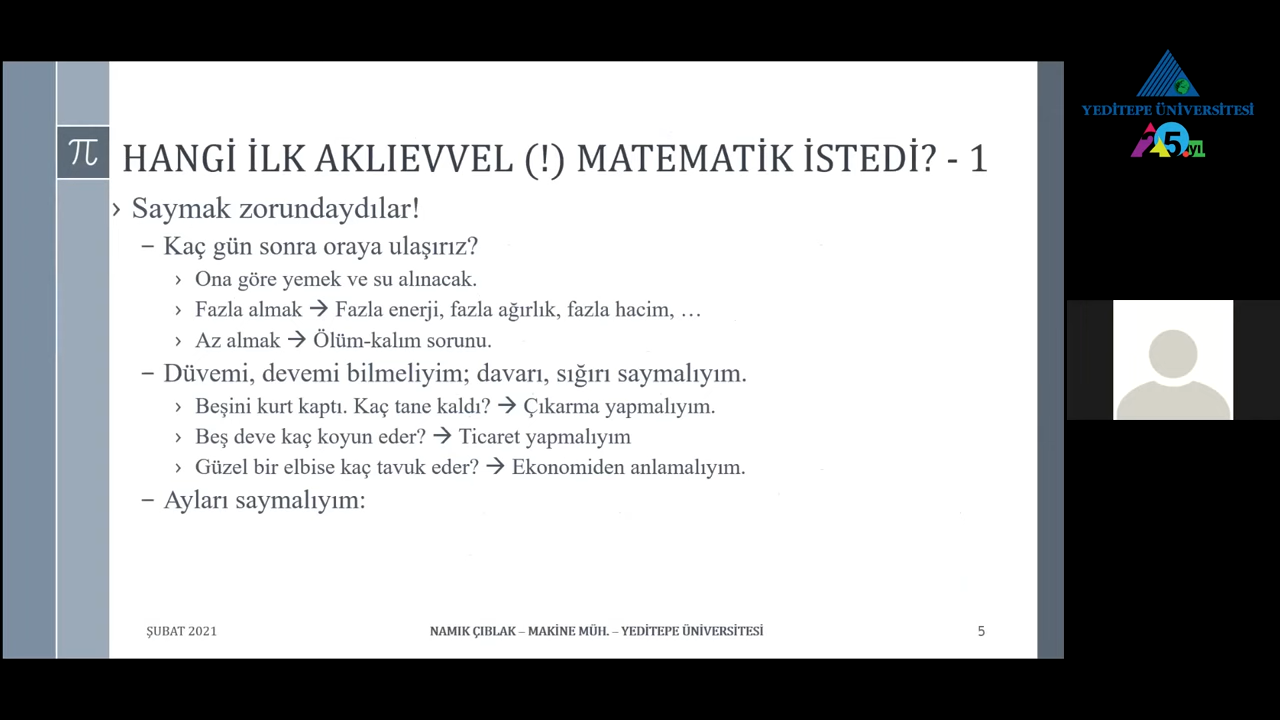 π HANGİ İLK AKLIEVVEL (!) MATEMATİK İSTEDİ? - 1
› Saymak zorundaydılar!
– Kaç gün sonra oraya ulaşırız?
› Ona göre yemek ve su alınacak.
› Fazla almak → Fazla enerji, fazla ağırlık, fazla hacim, …
› Az almak → Ölüm-kalım sorunu.
– Düvemi, devemi bilmeliyim; davarı, sığırı saymalıyım.
› Beşini kurt kaptı. Kaç tane kaldı? → Çıkarma yapmalıyım.
› Beş deve kaç koyun eder? → Ticaret yapmalıyım
› Güzel bir elbise kaç tavuk eder? → Ekonomiden anlamalıyım.
– Ayları saymalıyım:
ŞUBAT 2021 NAMIK ÇIBLAK – MAKİNE MÜH. – YEDİTEPE ÜNİVERSİTESİ 5
YEDİTEPE ÜNİVERSİTESİ
25.yıl